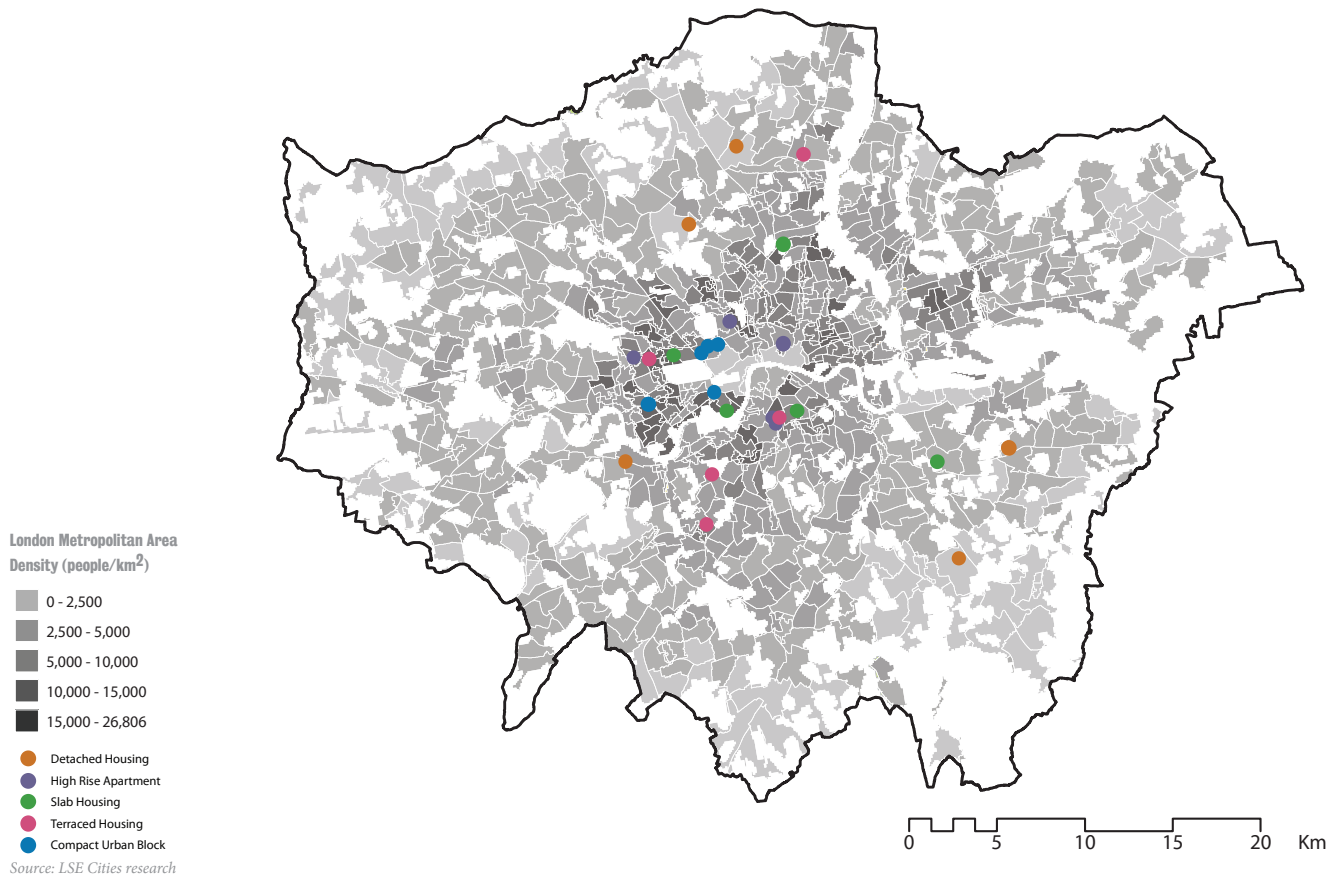 London Metropolitan Area
Density (people/km²)
0 - 2,500
2,500 - 5,000
5,000 - 10,000
10,000 - 15,000
15,000 - 26,806
Detached Housing
High Rise Apartment
Slab Housing
Terraced Housing
Compact Urban Block
Source: LSE Cities research
0 5 10 15 20 Km